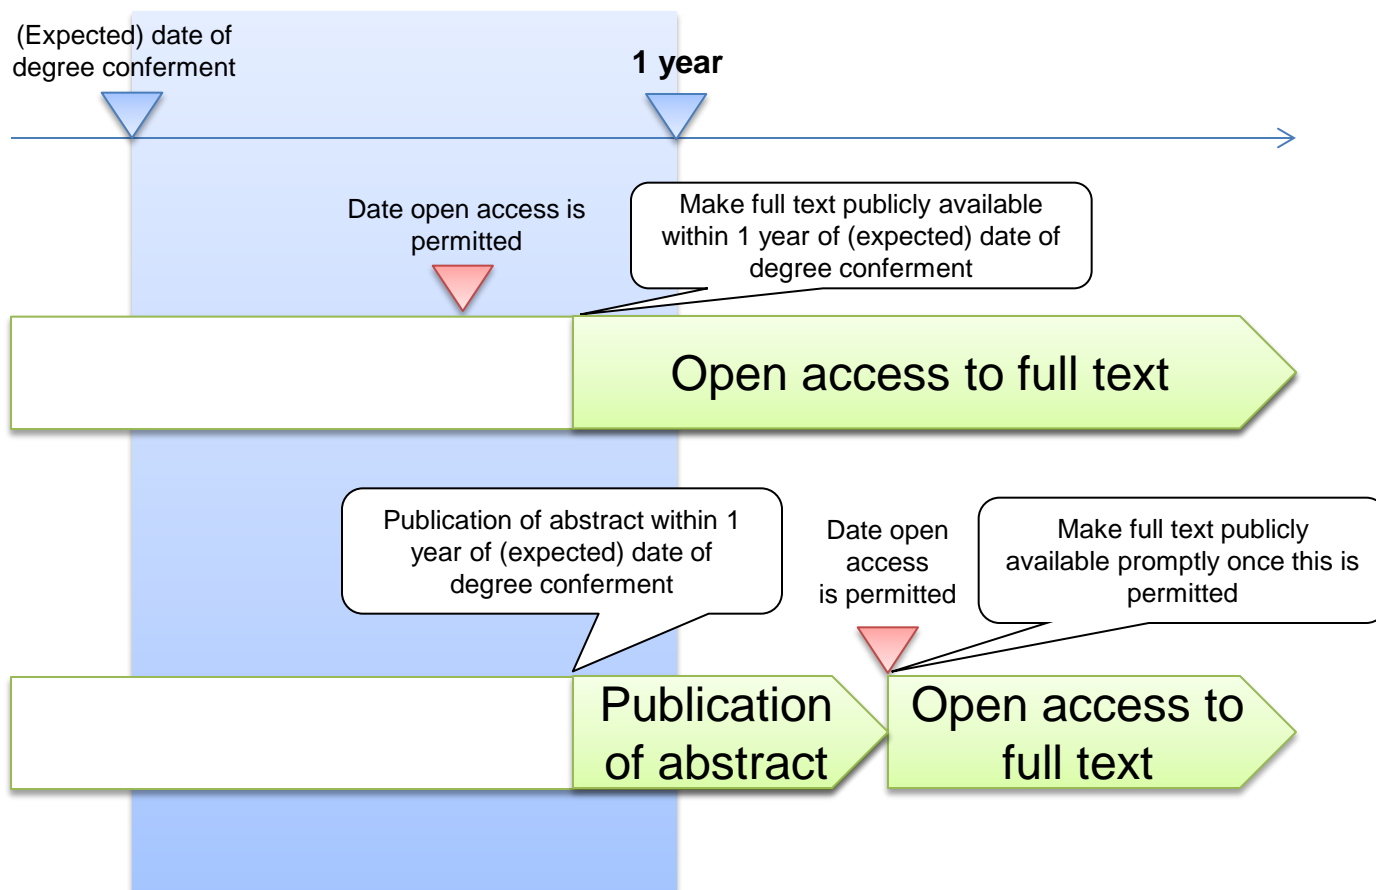 (Expected) date of
degree conferment
1 year
Date open access is
permitted
Make full text publicly available
within 1 year of (expected) date of
degree conferment
Open access to full text
Publication of abstract within 1
year of (expected) date of
degree conferment
Date open
access
is permitted
Make full text publicly
available promptly once this is
permitted
Publication
of abstract
Open access to
full text